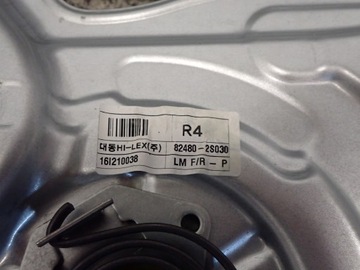 R4
대동HI-LEX(주) 82480-2S030
16I210038 LM F/R - P